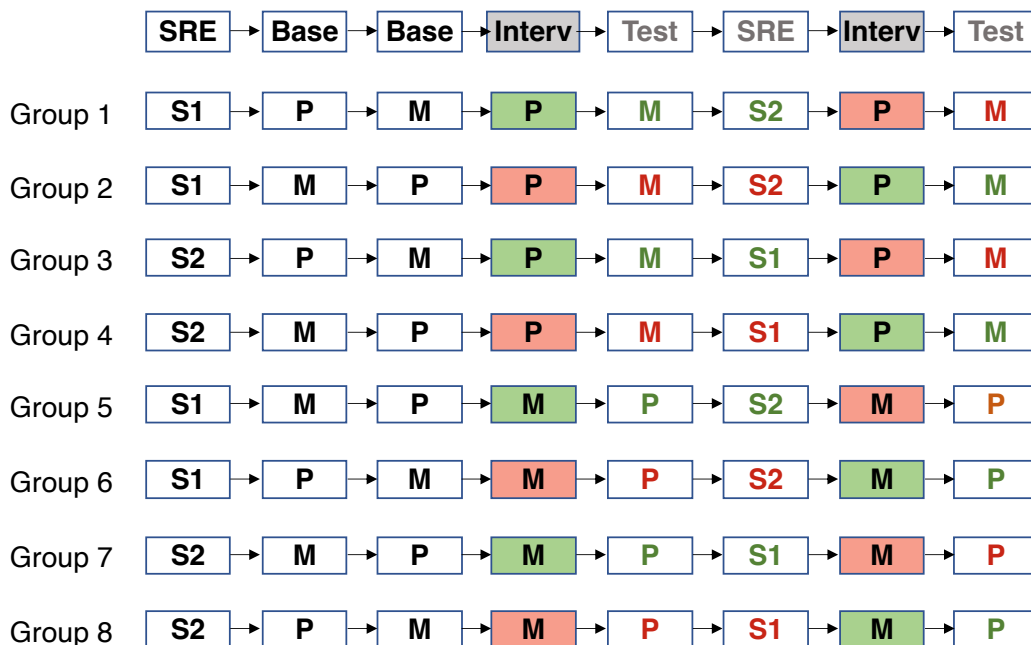 SRE Base Base Interv Test SRE Interv Test
Group 1 S1 P M P M S2 P M
Group 2 S1 M P P M S2 P M
Group 3 S2 P M P M S1 P M
Group 4 S2 M P P M S1 P M
Group 5 S1 M P M P S2 M P
Group 6 S1 P M M P S2 M P
Group 7 S2 M P M P S1 M P
Group 8 S2 P M M P S1 M P